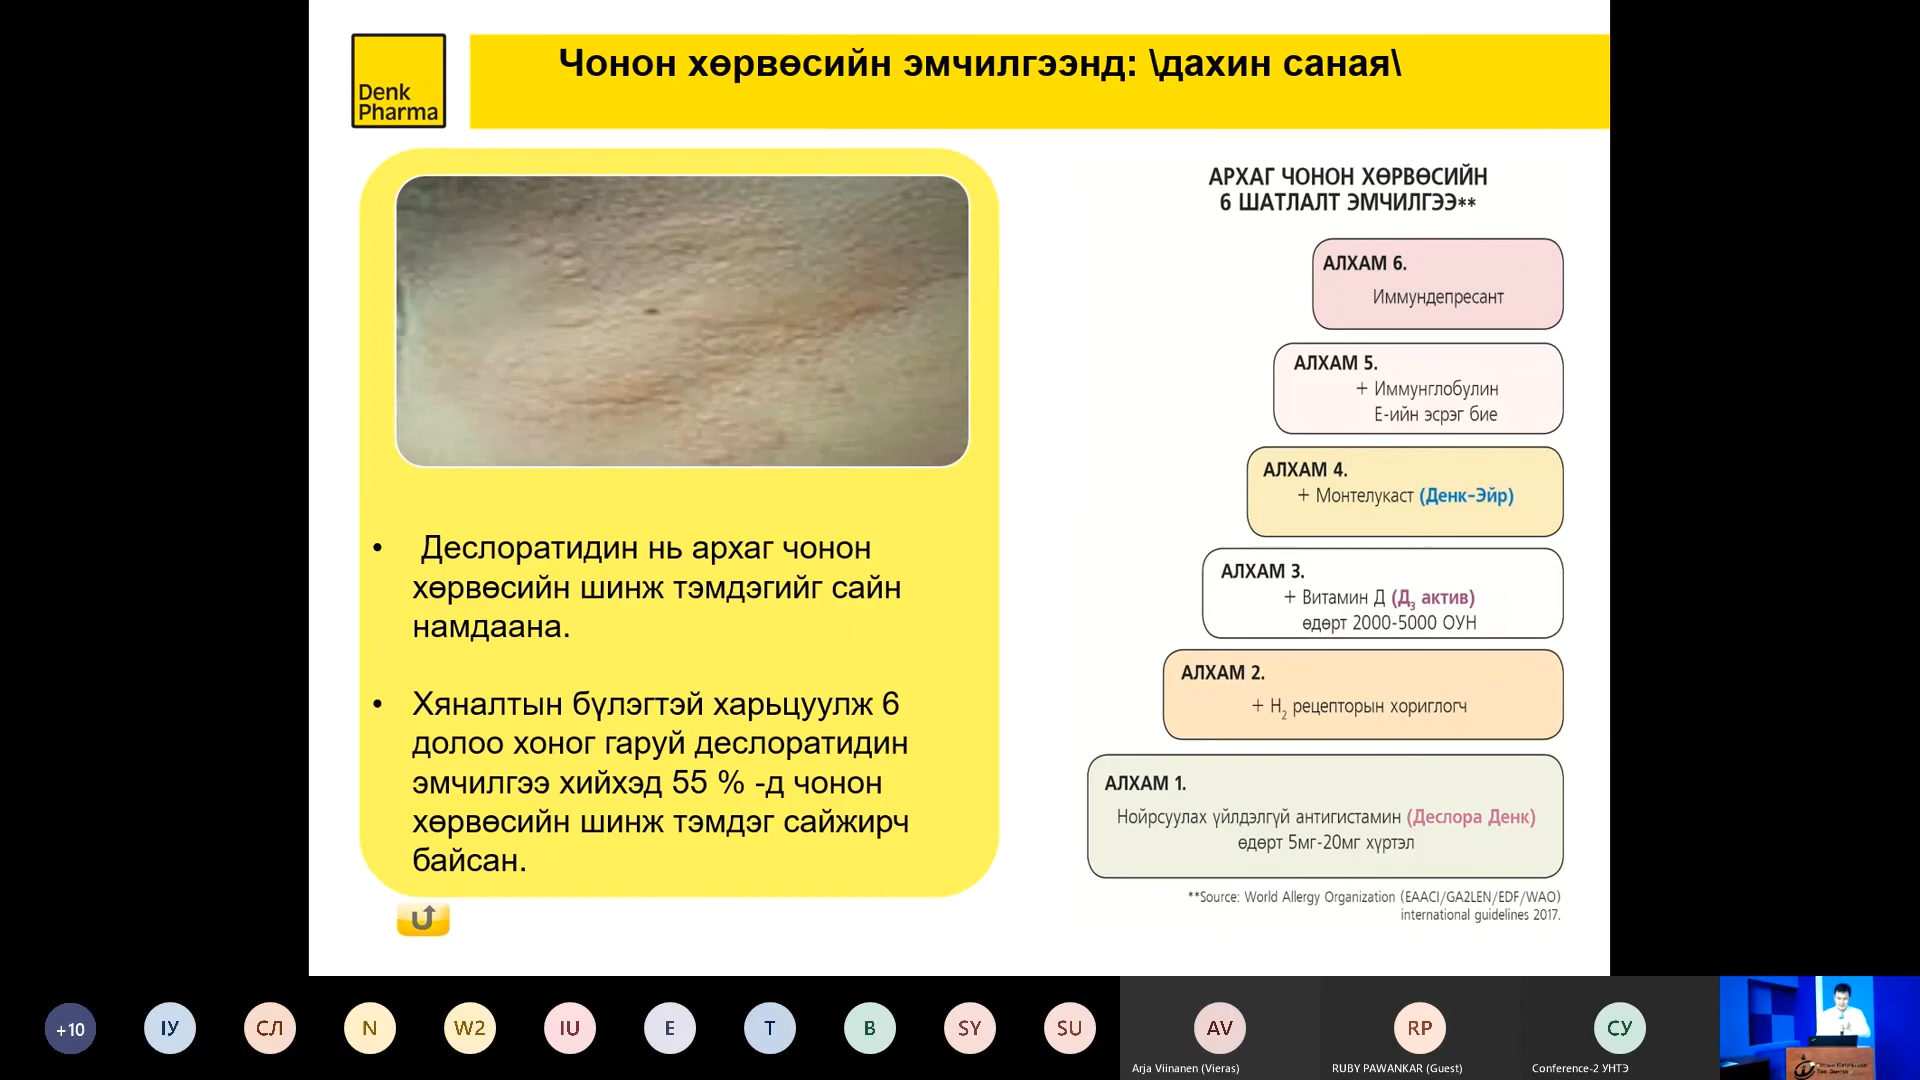 Denk
Pharma
Чонон хөрвөсийн эмчилгээнд: \дахин саная\
• Деслоратидин нь архаг чонон
хөрвөсийн шинж тэмдэгийг сайн
намдаана.
• Хяналтын бүлэгтэй харьцуулж 6
долоо хоног гаруй деслоратидин
эмчилгээ хийхэд 55 % -д чонон
хөрвөсийн шинж тэмдэг сайжирч
байсан.
АРХАГ ЧОНОН ХӨРВӨСИЙН
6 ШАТЛАЛТ ЭМЧИЛГЭЭ**
АЛХАМ 6.
Иммундепресант
АЛХАМ 5.
+ Иммунглобулин
Е-ийн эсрэг бие
АЛХАМ 4.
+ Монтелукаст (Денк-Эйр)
АЛХАМ 3.
+ Витамин Д (Д3 актив)
өдөрт 2000-5000 ОУН
АЛХАМ 2.
+ H2 рецепторын хориглогч
АЛХАМ 1.
Нойрсуулах үйлдэлгүй антигистамин (Деслора Денк)
өдөрт 5мг-20мг хүртэл
**Source: World Allergy Organization (EAACI/GA2LEN/EDF/WAO)
international guidelines 2017.
+10
ІУ
СЛ
N
W2
IU
E
T
B
SY
SU
AV
RP
СУ
Arja Viinanen (Vieras)
RUBY PAWANKAR (Guest)
Conference-2 УНТЭ